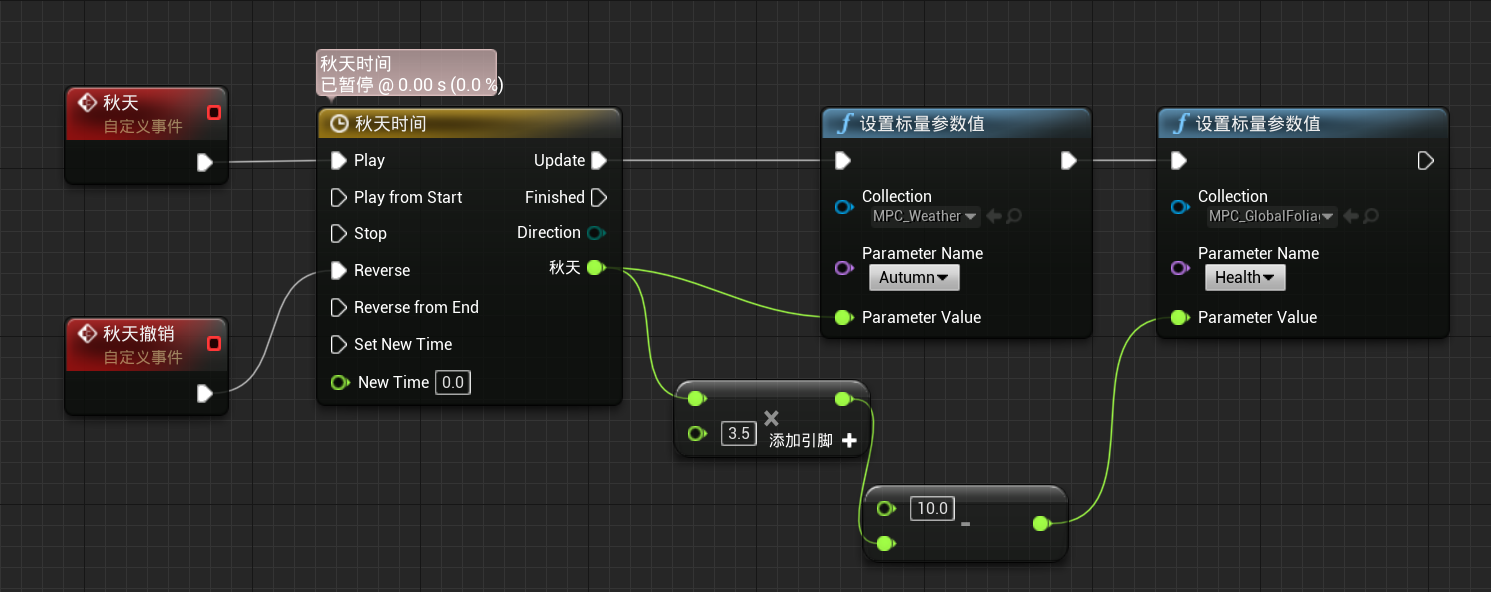 秋天时间
已暂停 @ 0.00 s (0.0 %)
秋天
自定义事件
秋天时间
Play
Update
Play from Start
Finished
Stop
Direction
Reverse
秋天
Reverse from End
Set New Time
New Time 0.0
秋天撤销
自定义事件
设置标量参数值
Collection
MPC_Weather
Parameter Name
Autumn
Parameter Value
设置标量参数值
Collection
MPC_GlobalFolia
Parameter Name
Health
Parameter Value
3.5
添加引脚
10.0